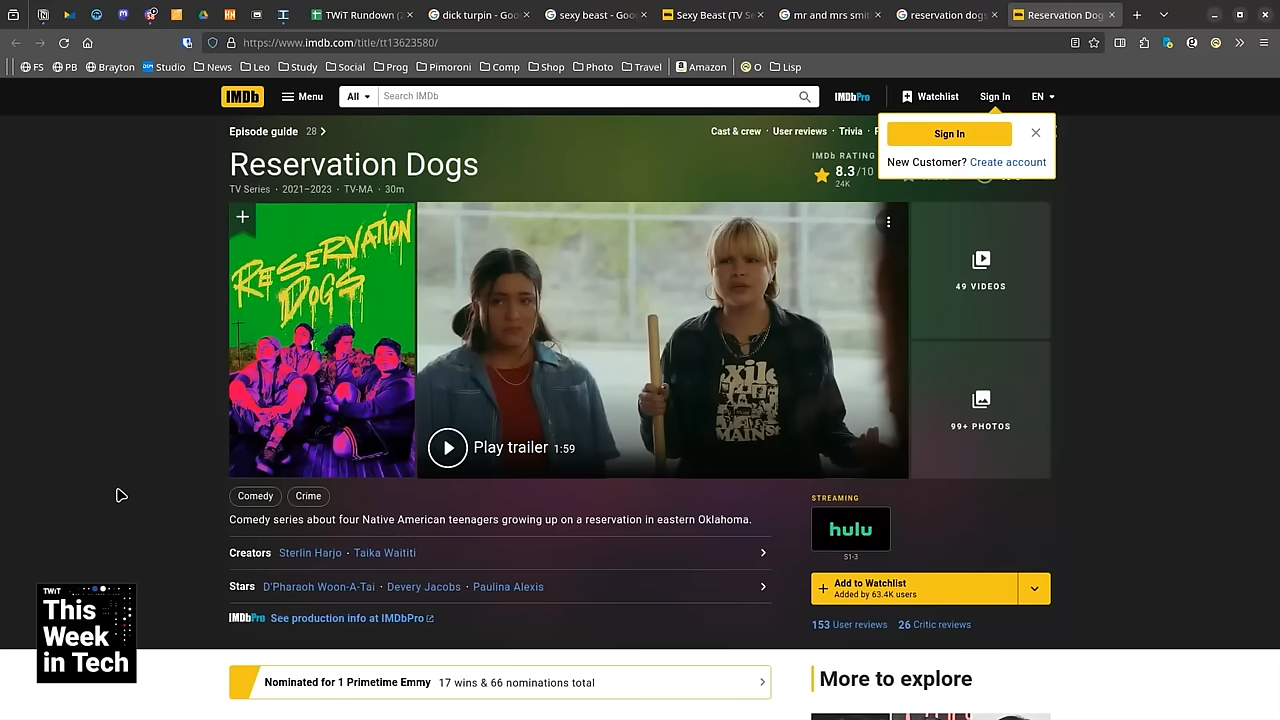 TWiT Rundown (2
dick turpin - Goo
sexy beast - Goo
Sexy Beast (TV Se
mr and mrs smit
reservation dogs
Reservation Dog
https://www.imdb.com/title/tt13623580/
FS PB Brayton Studio News Leo Study Social Prog Pimoroni Comp Shop Photo Travel Amazon O Lisp
IMDb Menu All Search IMDb IMDbPro Watchlist Sign In EN
Episode guide 28
Cast & crew · User reviews · Trivia
Sign In
New Customer? Create account
Reservation Dogs
TV Series · 2021–2023 · TV-MA · 30m
IMDb RATING
8.3/10
24K
RESERVATION
DOGS
49 VIDEOS
99+ PHOTOS
Play trailer 1:59
Comedy Crime
Comedy series about four Native American teenagers growing up on a reservation in eastern Oklahoma.
Creators Sterlin Harjo · Taika Waititi
Stars D'Pharaoh Woon-A-Tai · Devery Jacobs · Paulina Alexis
IMDbPro See production info at IMDbPro
STREAMING
hulu
S1-3
Add to Watchlist
Added by 63.4K users
153 User reviews 26 Critic reviews
TWiT
This
Week
in Tech
Nominated for 1 Primetime Emmy 17 wins & 66 nominations total
More to explore